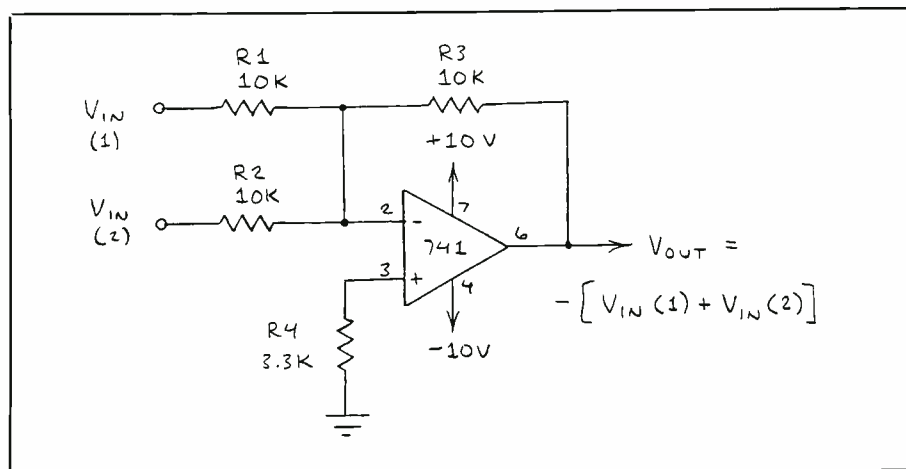 R1
10K
R3
10K
VIN
(1)
+10V
R2
10K
VIN
(2)
2
-
7
741
6
3
+
4
VOUT =
-[VIN (1) + VIN (2)]
R4
3.3K
-10V